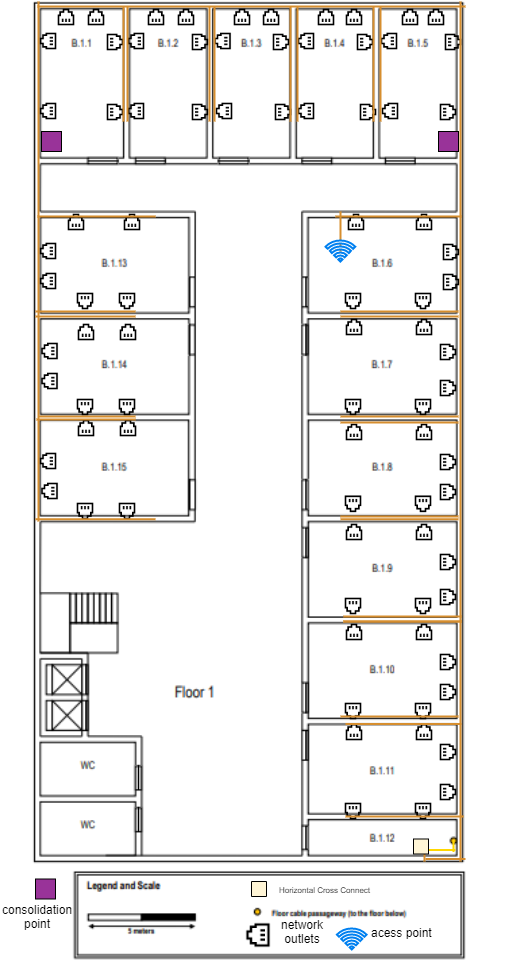 B.1.1
B.1.2
B.1.3
B.1.4
B.1.5
B.1.13
B.1.6
B.1.14
B.1.7
B.1.15
B.1.8
B.1.9
B.1.10
Floor 1
B.1.11
WC
WC
B.1.12
Legend and Scale
Horizontal Cross Connect
consolidation
point
5 meters
Floor cable passageway (to the floor below)
network
outlets
acess point